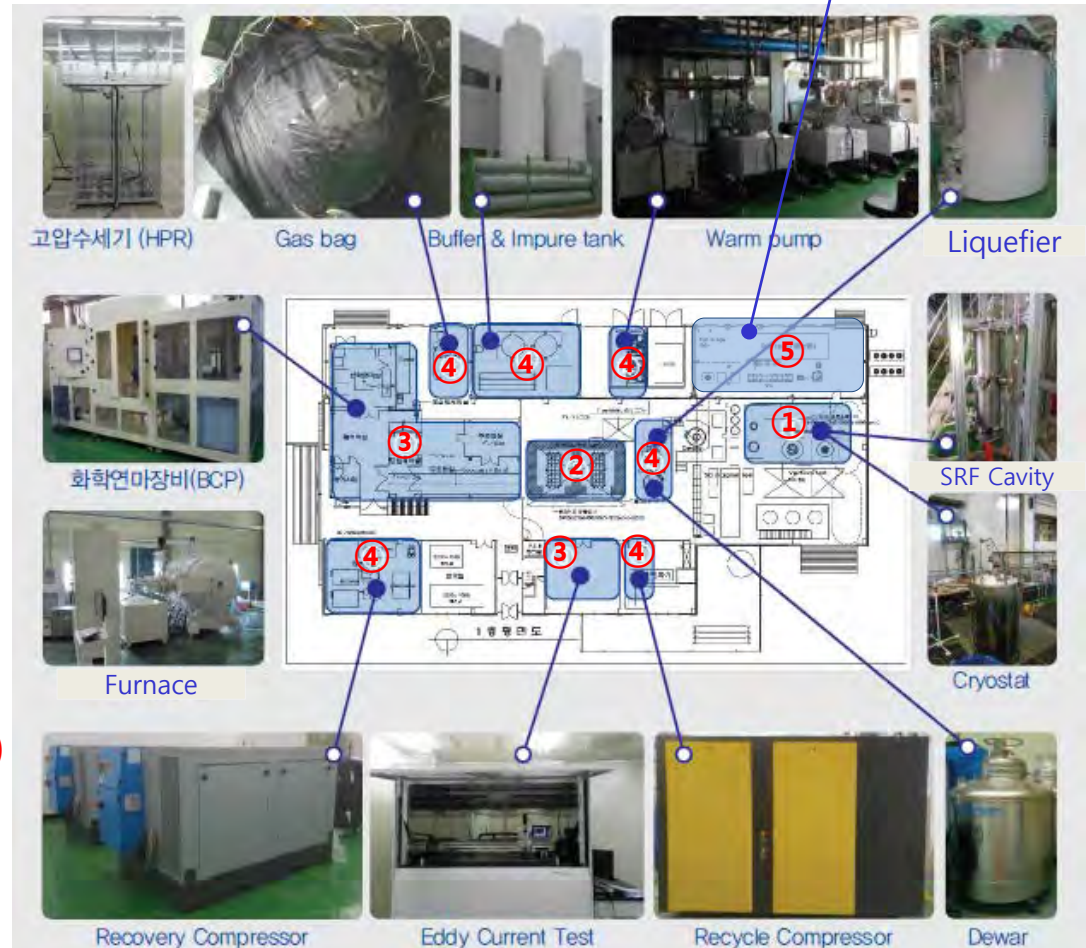 고압수세기 (HPR)
Gas bag
Buffer & Impure tank
Warm pump
Liquefier
④
④
④
⑤
①
③
②
④
화학연마장비(BCP)
SRF Cavity
④
③
④
1층평면도
Furnace
Cryostat
Recovery Compressor
Eddy Current Test
Recycle Compressor
Dewar